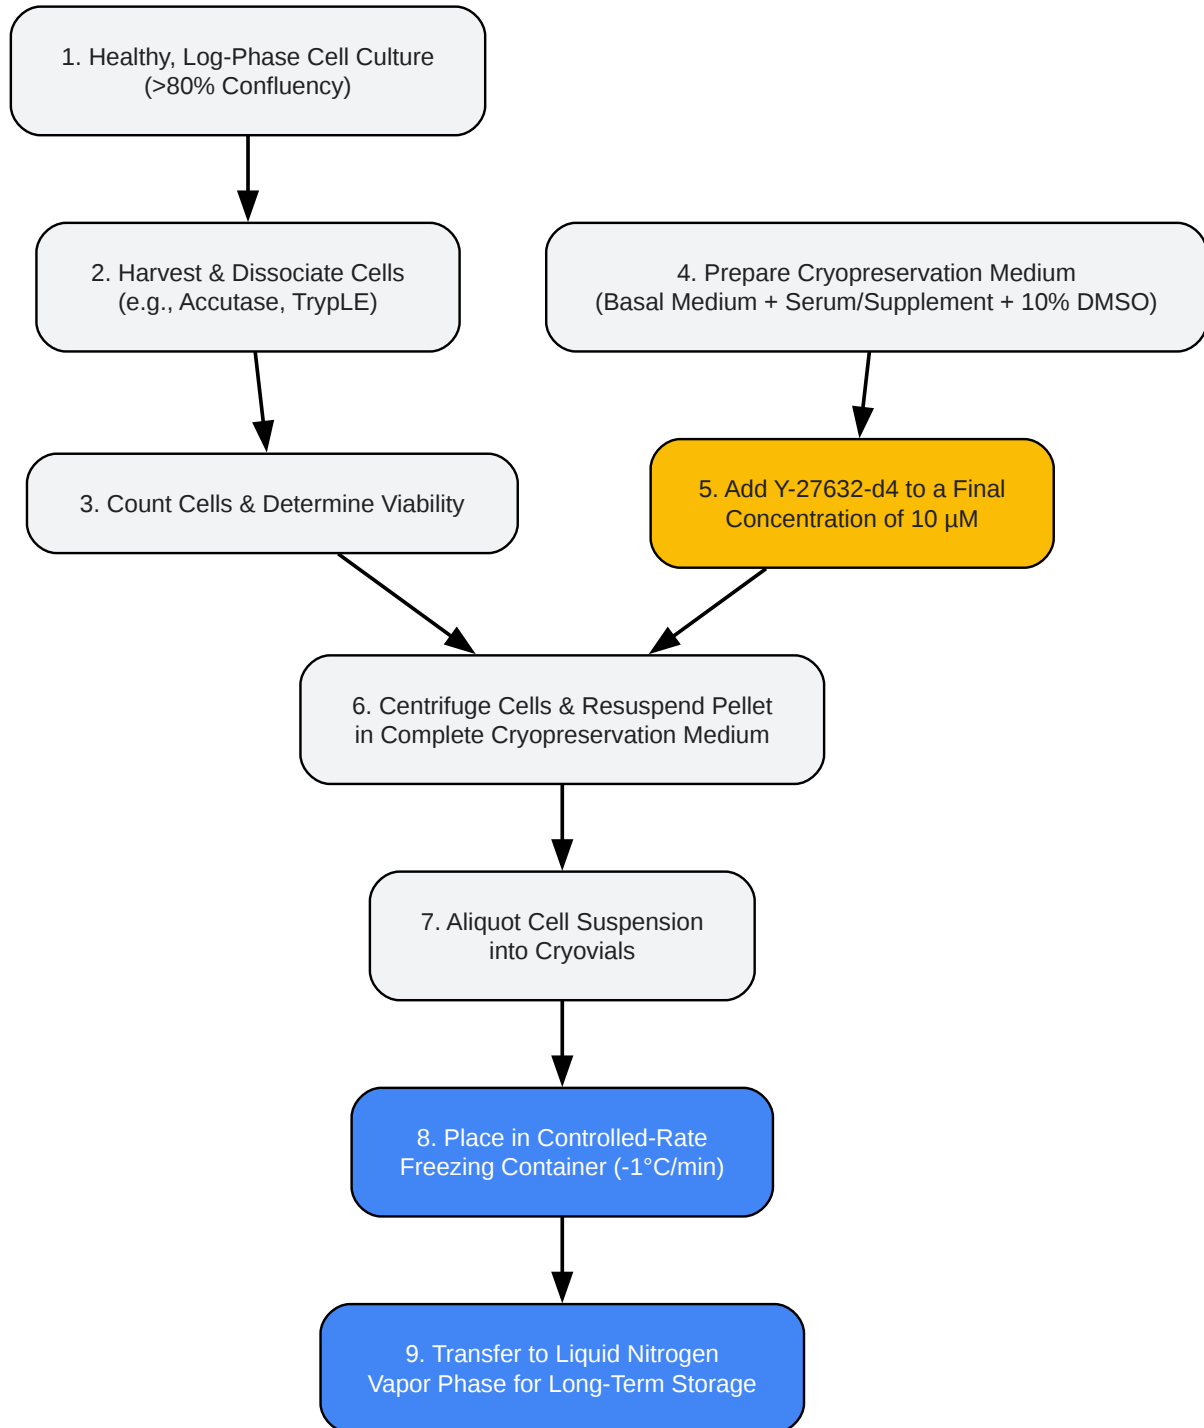 1. Healthy, Log-Phase Cell Culture
(>80% Confluency)
2. Harvest & Dissociate Cells
(e.g., Accutase, TrypLE)
4. Prepare Cryopreservation Medium
(Basal Medium + Serum/Supplement + 10% DMSO)
3. Count Cells & Determine Viability
5. Add Y-27632-d4 to a Final
Concentration of 10 µM
6. Centrifuge Cells & Resuspend Pellet
in Complete Cryopreservation Medium
7. Aliquot Cell Suspension
into Cryovials
8. Place in Controlled-Rate
Freezing Container (-1°C/min)
9. Transfer to Liquid Nitrogen
Vapor Phase for Long-Term Storage